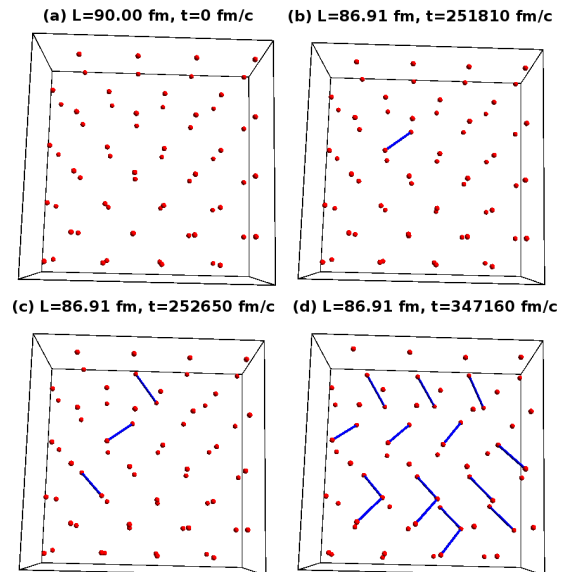 (a) L=90.00 fm, t=0 fm/c
(b) L=86.91 fm, t=251810 fm/c
(c) L=86.91 fm, t=252650 fm/c
(d) L=86.91 fm, t=347160 fm/c